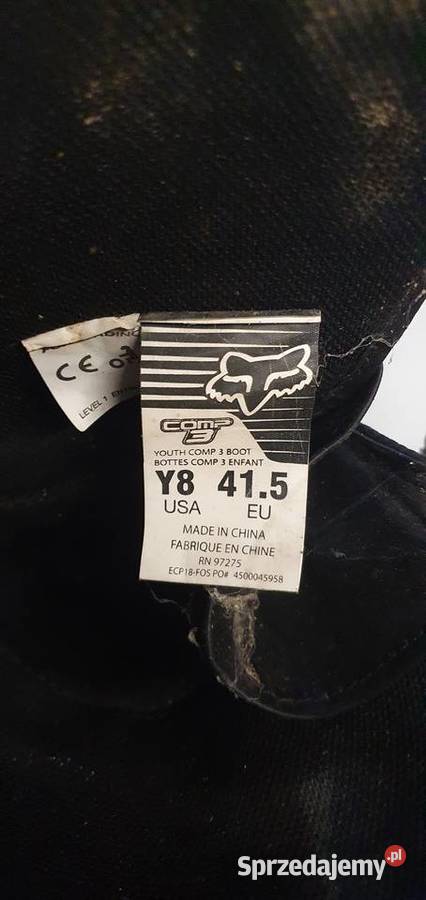 CE
LEVEL 1
COMP
3
YOUTH COMP 3 BOOT
BOTTES COMP 3 ENFANT
Y8 41.5
USA EU
MADE IN CHINA
FABRIQUE EN CHINE
RN 97275
ECP18-FOS PO# 4500045958
Sprzedajemy.pl